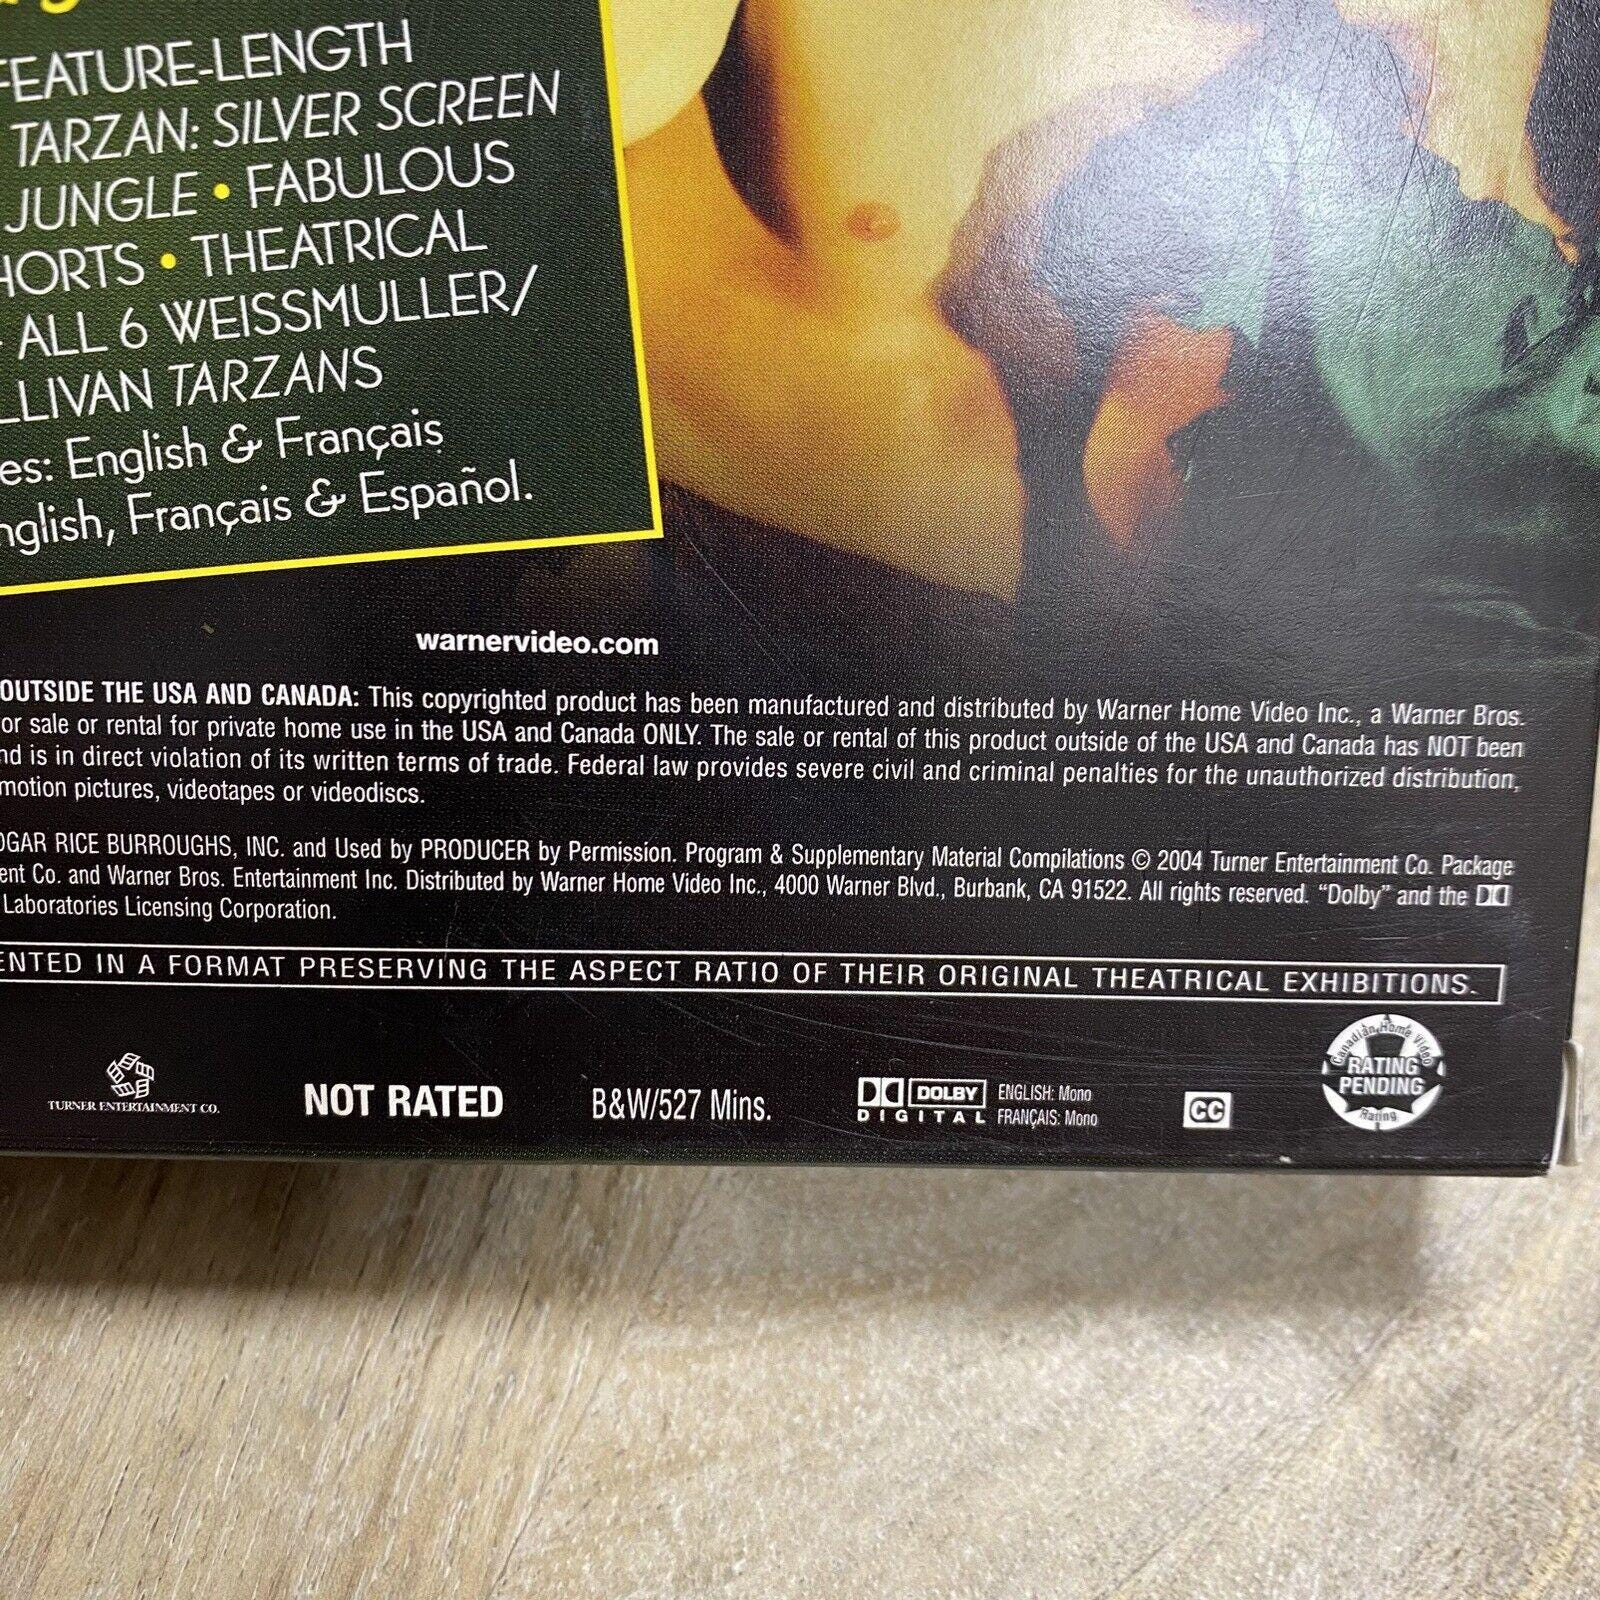 FEATURE-LENGTH
TARZAN: SILVER SCREEN
JUNGLE • FABULOUS
HORTS • THEATRICAL
ALL 6 WEISSMULLER/
LLIVAN TARZANS
es: English & Français
nglish, Français & Español.
warnervideo.com
OUTSIDE THE USA AND CANADA: This copyrighted product has been manufactured and distributed by Warner Home Video Inc., a Warner Bros.
or sale or rental for private home use in the USA and Canada ONLY. The sale or rental of this product outside of the USA and Canada has NOT been
nd is in direct violation of its written terms of trade. Federal law provides severe civil and criminal penalties for the unauthorized distribution,
motion pictures, videotapes or videodiscs.
DGAR RICE BURROUGHS, INC. and Used by PRODUCER by Permission. Program & Supplementary Material Compilations © 2004 Turner Entertainment Co. Package
ent Co. and Warner Bros. Entertainment Inc. Distributed by Warner Home Video Inc., 4000 Warner Blvd., Burbank, CA 91522. All rights reserved. “Dolby” and the
Laboratories Licensing Corporation.
ENTED IN A FORMAT PRESERVING THE ASPECT RATIO OF THEIR ORIGINAL THEATRICAL EXHIBITIONS.
TURNER ENTERTAINMENT CO.
NOT RATED
B&W/527 Mins.
DOLBY
DIGITAL
ENGLISH: Mono
FRANÇAIS: Mono
CC
Canadian Home Video
RATING
PENDING
Rating